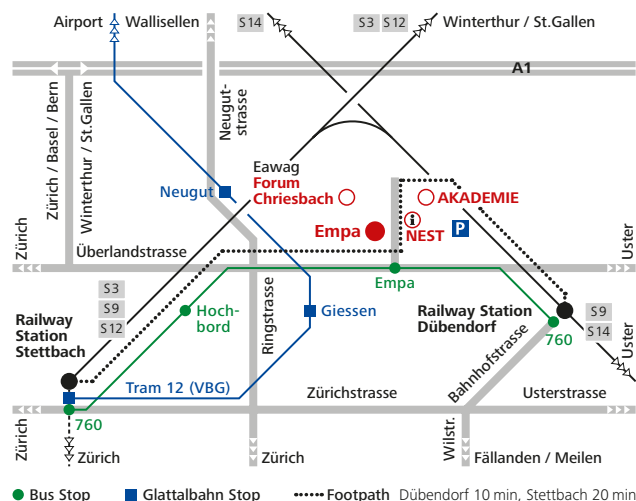 Airport
Wallisellen
S14
S3
S12
Winterthur / St.Gallen
A1
Zürich / Basel / Bern
Winterthur / St.Gallen
Neugut-
strasse
Eawag
Forum
Chriesbach
AKADEMIE
Neugut
Empa
i
NEST
P
Zürich
Überlandstrasse
Uster
Empa
S3
S9
S12
Hoch-
bord
Ringstrasse
Giessen
Railway Station
Dübendorf
S9
S14
Railway
Station
Stettbach
760
Uster
Bahnhofstrasse
Tram 12 (VBG)
Zürichstrasse
Usterstrasse
760
Zürich
Zürich
Zürich
Wilstr.
Fällanden / Meilen
Bus Stop
Glattalbahn Stop
Footpath Dübendorf 10 min, Stettbach 20 min